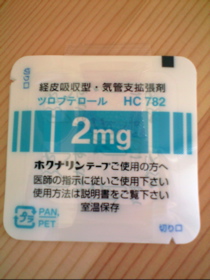 切り口
経皮吸収型・気管支拡張剤
ツロブテロール HC 782
2mg
ホクナリンテープご使用の方へ
医師の指示に従いご使用下さい
使用方法は説明書をご覧下さい
室温保存
プラ
PAN,
PET
切り口